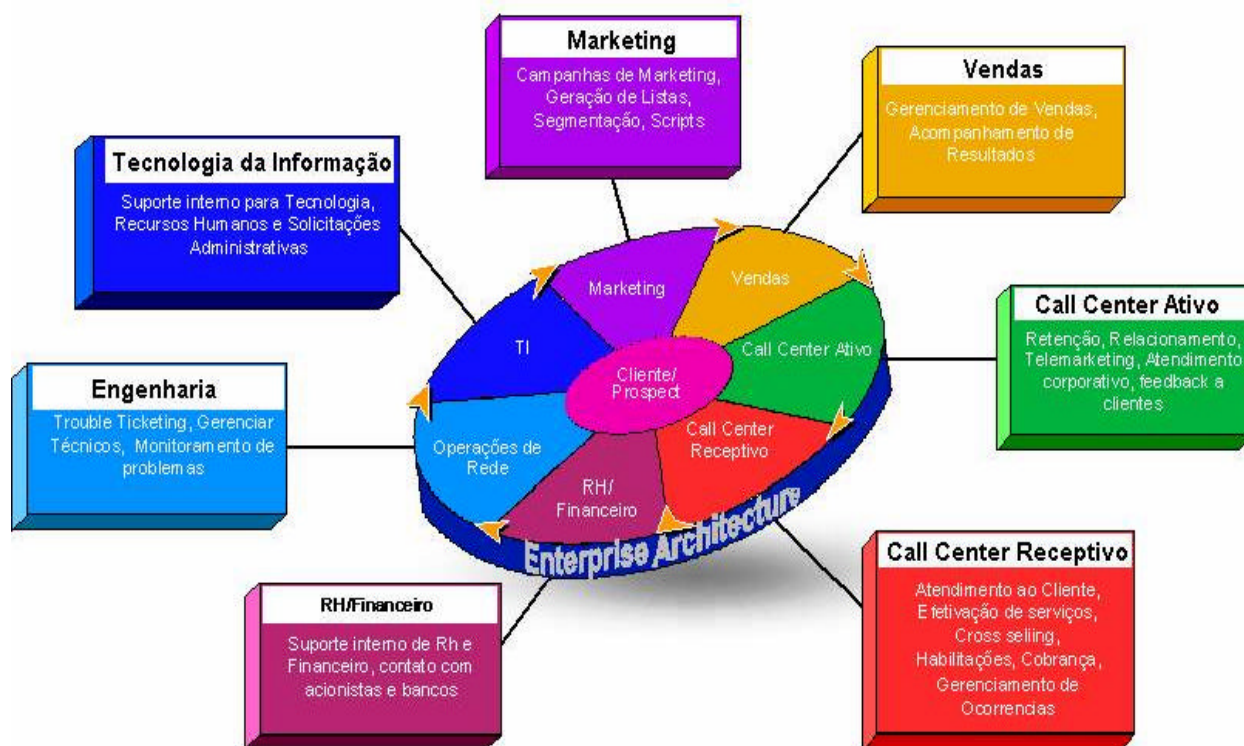 Marketing
Campanhas de Marketing,
Geração de Listas,
Segmentação, Scripts
Vendas
Gerenciamento de Vendas,
Acompanhamento de
Resultados
Tecnologia da Informação
Suporte interno para Tecnologia,
Recursos Humanos e Solicitações
Administrativas
Call Center Ativo
Retenção, Relacionamento,
Telemarketing, Atendimento
corporativo, feedback a
clientes
Engenharia
Trouble Ticketing, Gerenciar
Técnicos, Monitoramento de
problemas
Marketing
Vendas
TI
Call Center Ativo
Cliente/
Prospect
Operações de
Rede
Call Center
Receptivo
RH/
Financeiro
Enterprise Architecture
RH/Financeiro
Suporte interno de Rh e
Financeiro, contato com
acionistas e bancos
Call Center Receptivo
Atendimento ao Cliente,
Efetivação de serviços,
Cross seliing,
Habilitações, Cobrança,
Gerenciamento de
Ocorrencias